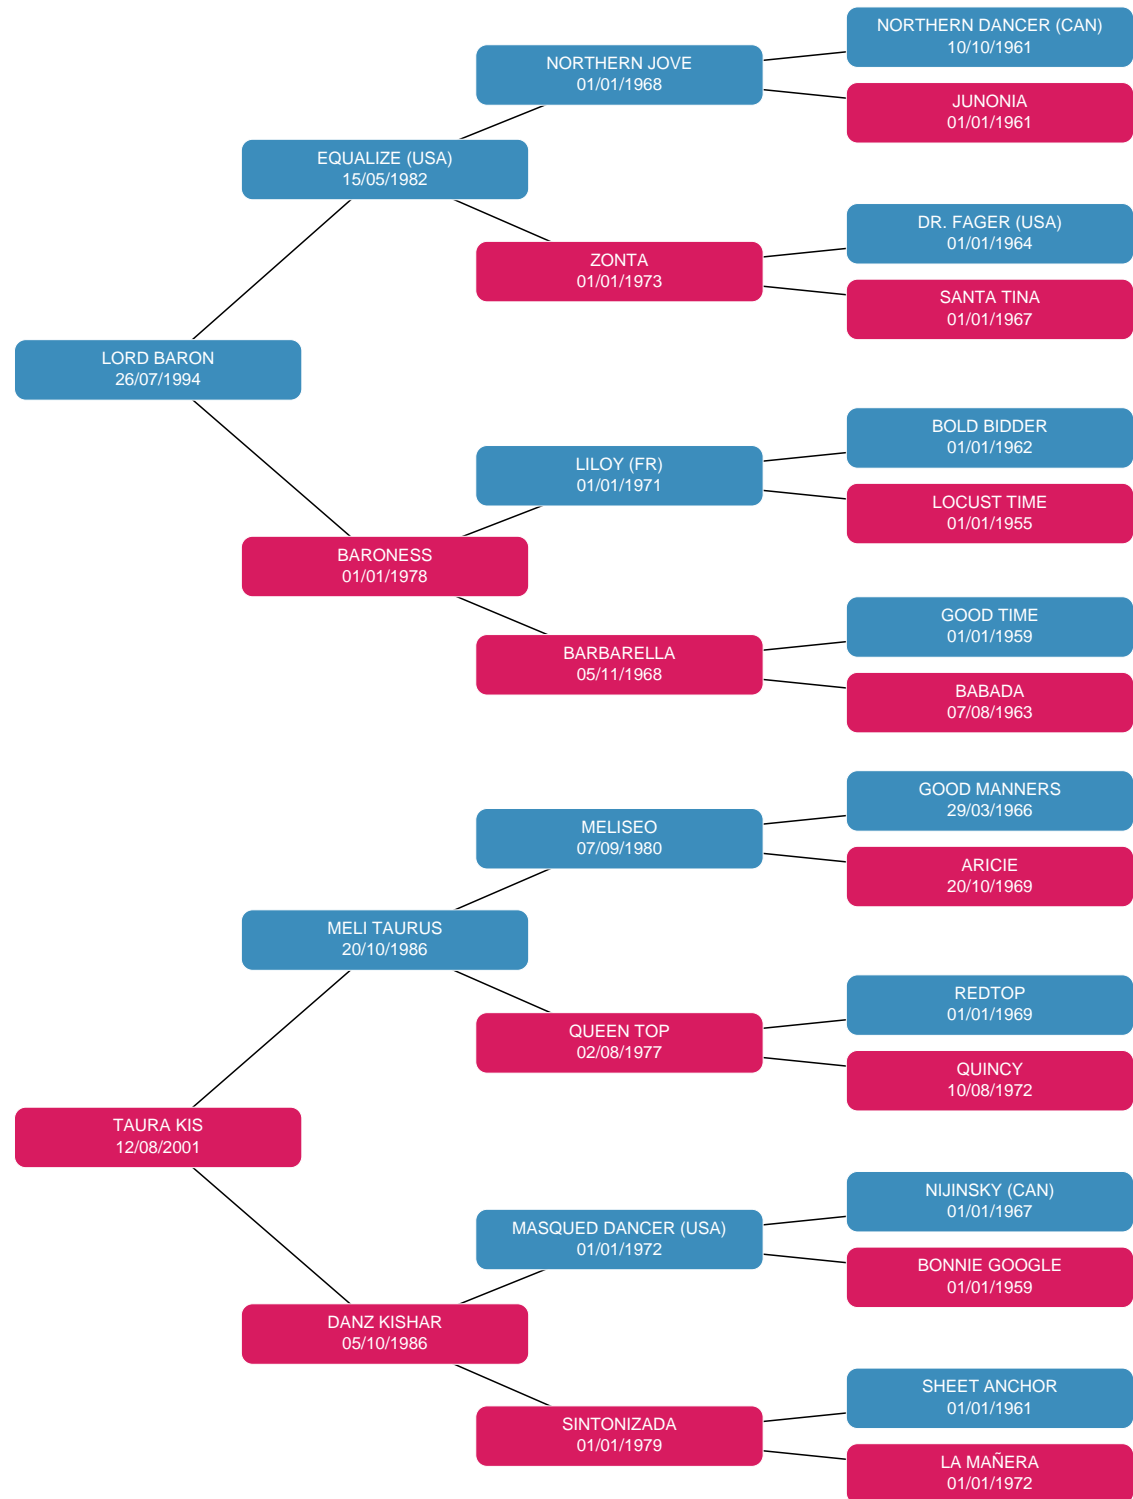 NORTHERN DANCER (CAN)
10/10/1961
NORTHERN JOVE
01/01/1968
JUNONIA
01/01/1961
EQUALIZE (USA)
15/05/1982
DR. FAGER (USA)
01/01/1964
ZONTA
01/01/1973
SANTA TINA
01/01/1967
LORD BARON
26/07/1994
BOLD BIDDER
01/01/1962
LILOY (FR)
01/01/1971
LOCUST TIME
01/01/1955
BARONESS
01/01/1978
GOOD TIME
01/01/1959
BARBARELLA
05/11/1968
BABADA
07/08/1963
GOOD MANNERS
29/03/1966
MELISEO
07/09/1980
ARICIE
20/10/1969
MELI TAURUS
20/10/1986
REDTOP
01/01/1969
QUEEN TOP
02/08/1977
QUINCY
10/08/1972
TAURA KIS
12/08/2001
NIJINSKY (CAN)
01/01/1967
MASQUED DANCER (USA)
01/01/1972
BONNIE GOOGLE
01/01/1959
DANZ KISHAR
05/10/1986
SHEET ANCHOR
01/01/1961
SINTONIZADA
01/01/1979
LA MAÑERA
01/01/1972